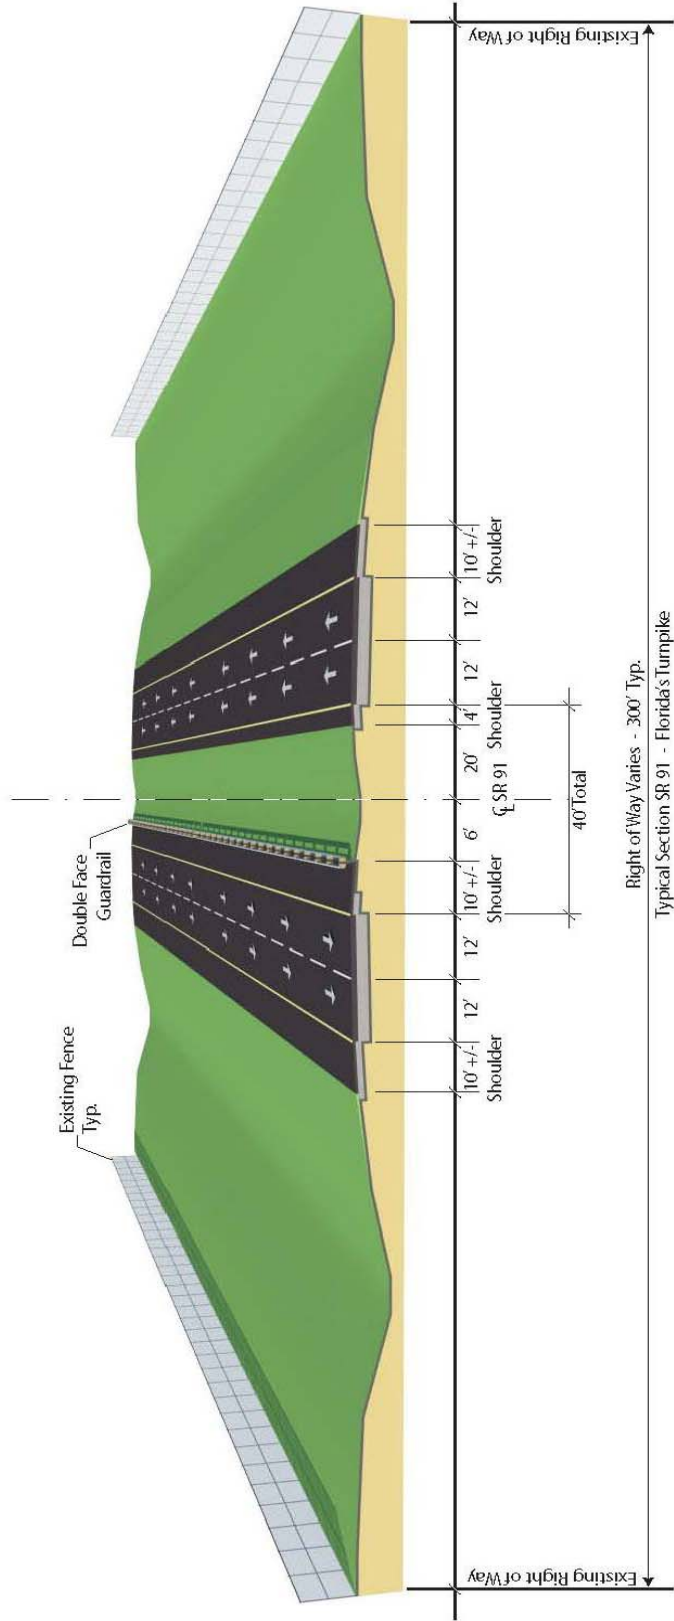 Existing Fence
Typ.
Double Face
Guardrail
10' +/-
Shoulder
12'
12'
10' +/-
Shoulder
6'
℄ SR 91
20'
4'
Shoulder
12'
12'
10' +/-
Shoulder
40' Total
Existing Right of Way
Existing Right of Way
Right of Way Varies - 300' Typ.
Typical Section SR 91 - Florida's Turnpike